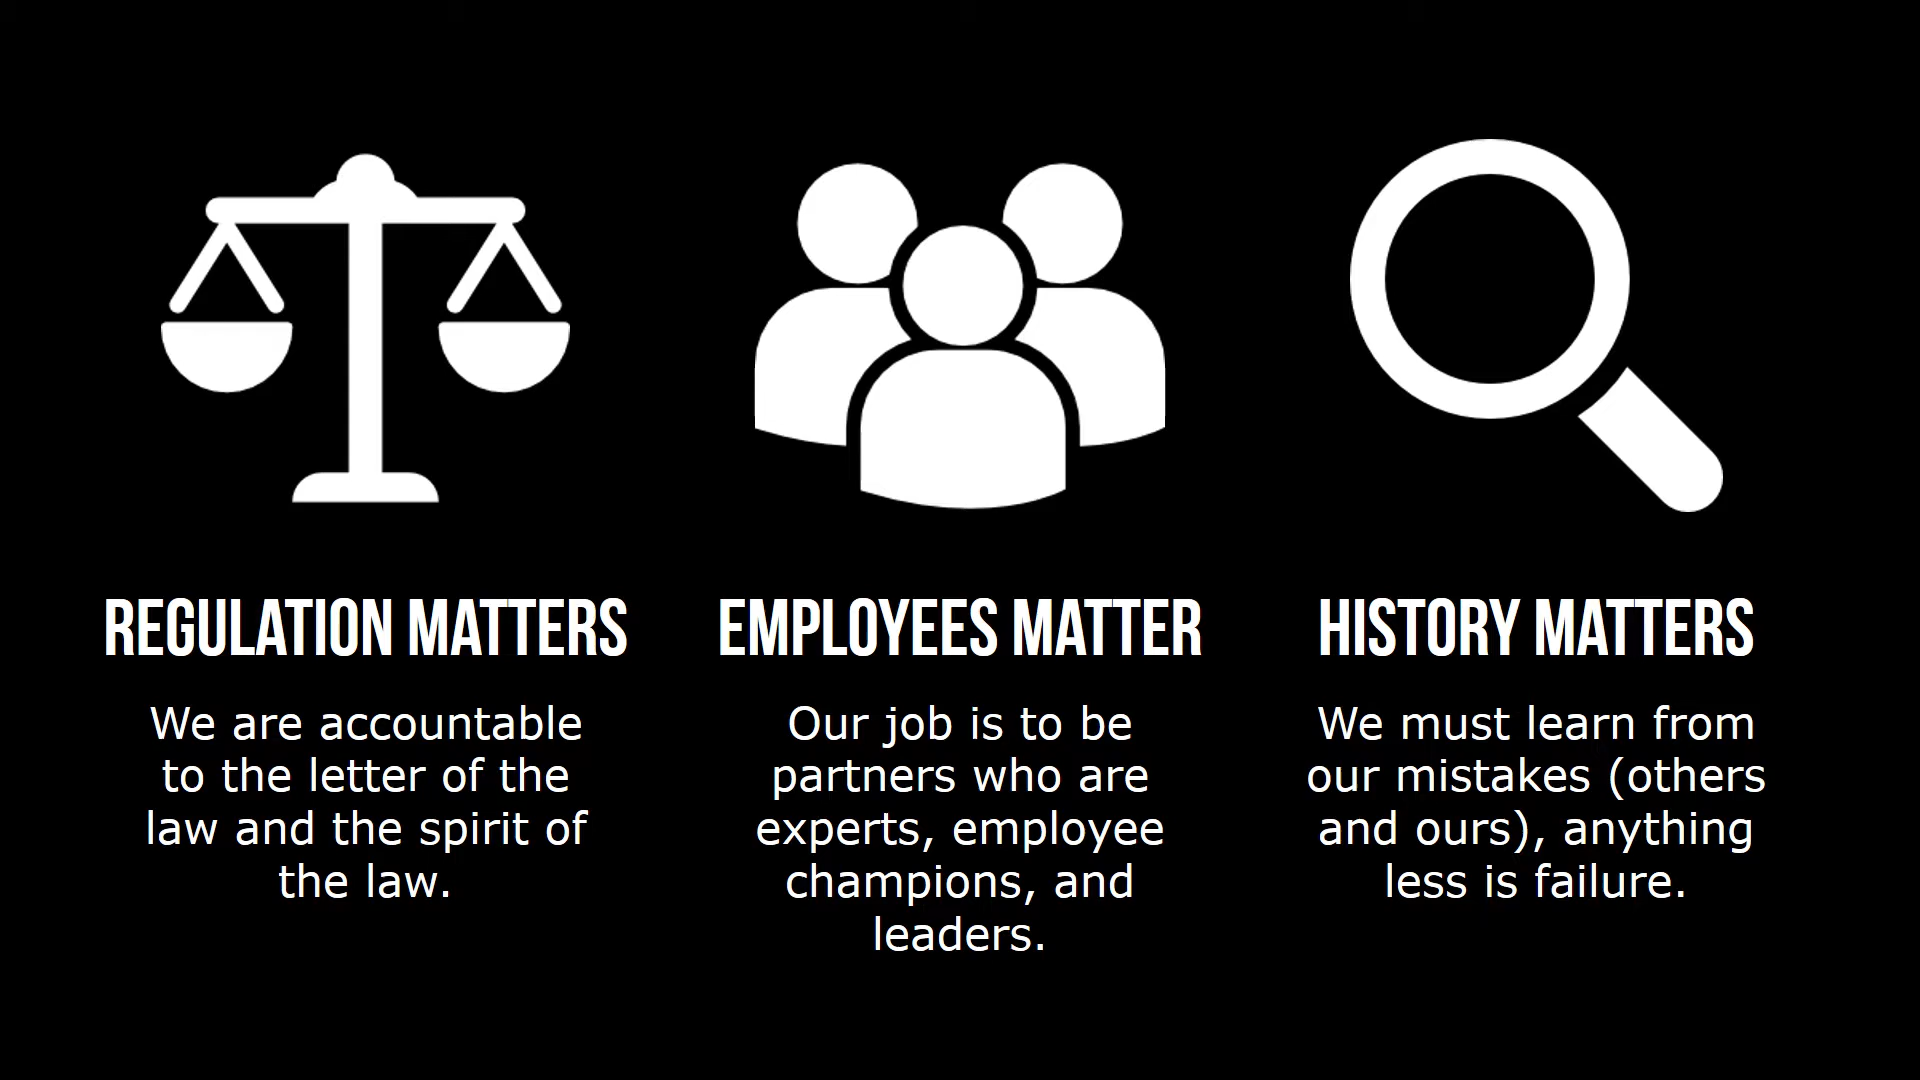 REGULATION MATTERS
We are accountable
to the letter of the
law and the spirit of
the law.
EMPLOYEES MATTER
Our job is to be
partners who are
experts, employee
champions, and
leaders.
HISTORY MATTERS
We must learn from
our mistakes (others
and ours), anything
less is failure.